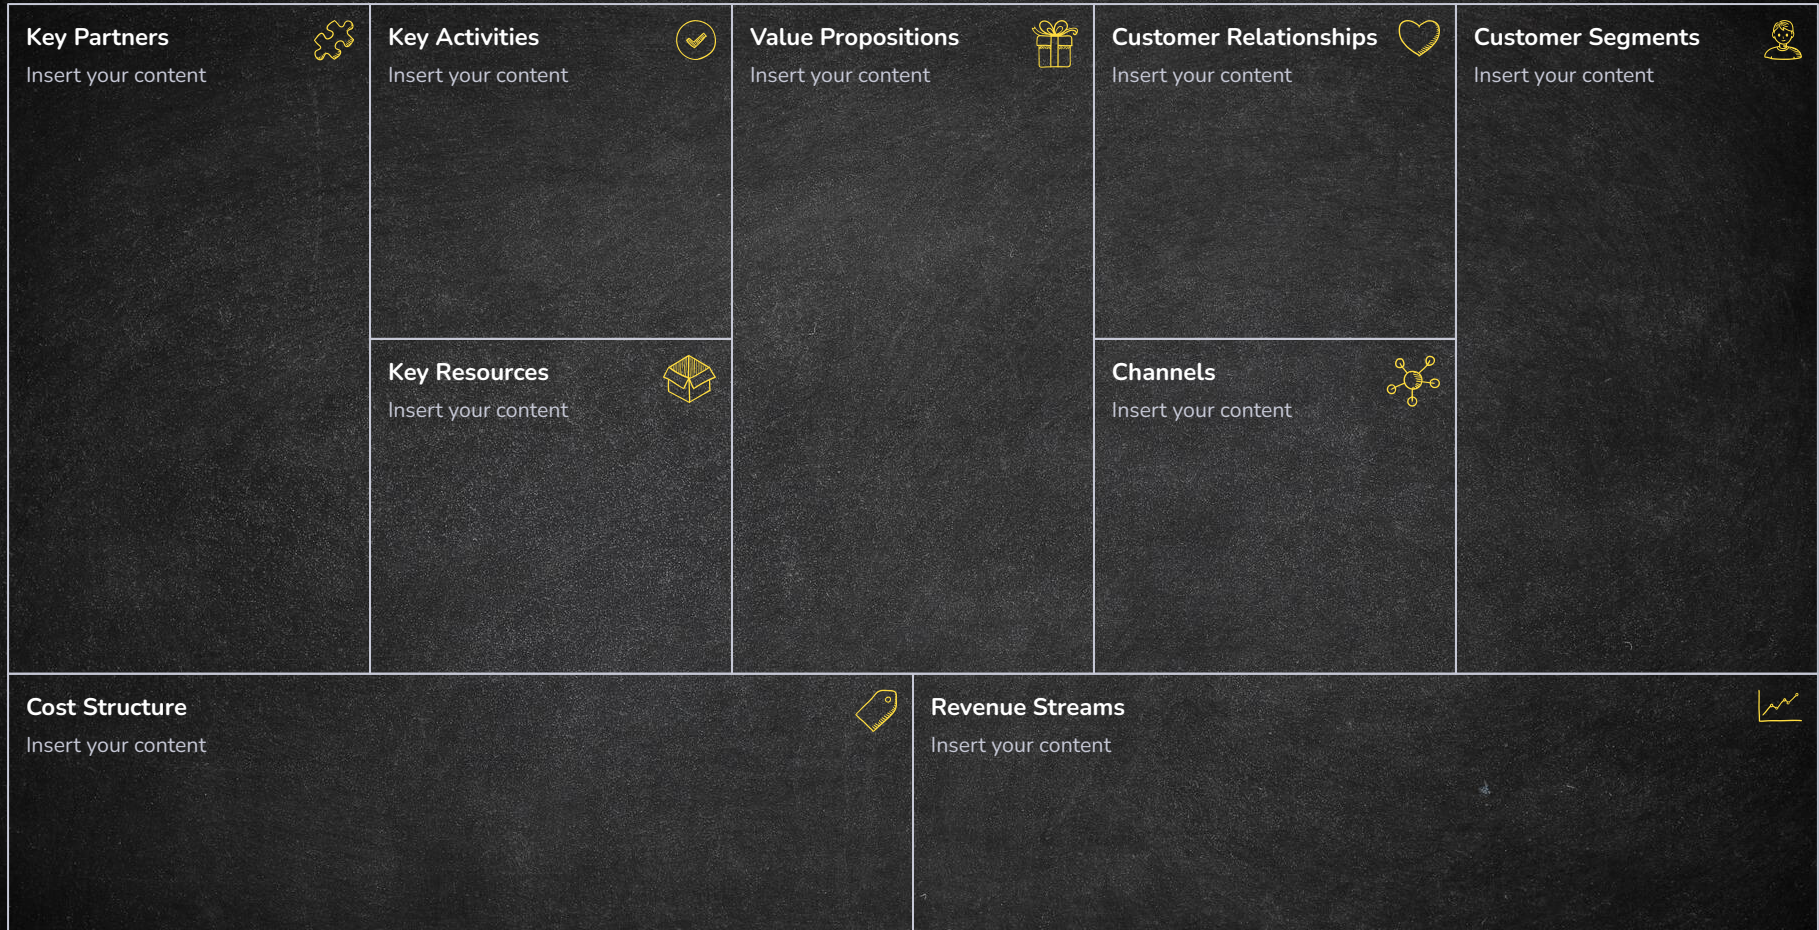 Key Partners
Insert your content
Key Activities
Insert your content
Key Resources
Insert your content
Value Propositions
Insert your content
Customer Relationships
Insert your content
Channels
Insert your content
Customer Segments
Insert your content
Cost Structure
Insert your content
Revenue Streams
Insert your content